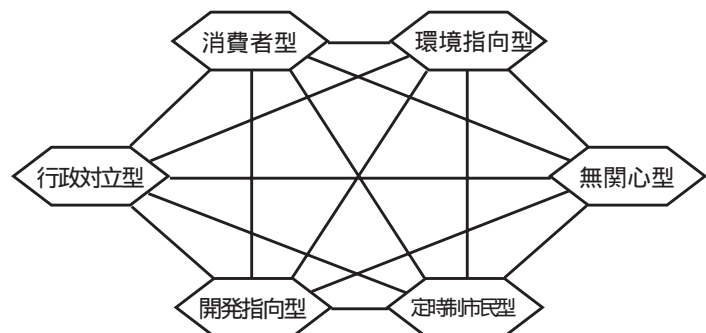 消費者型
環境指向型
行政対立型
無関心型
開発指向型
定時制市民型